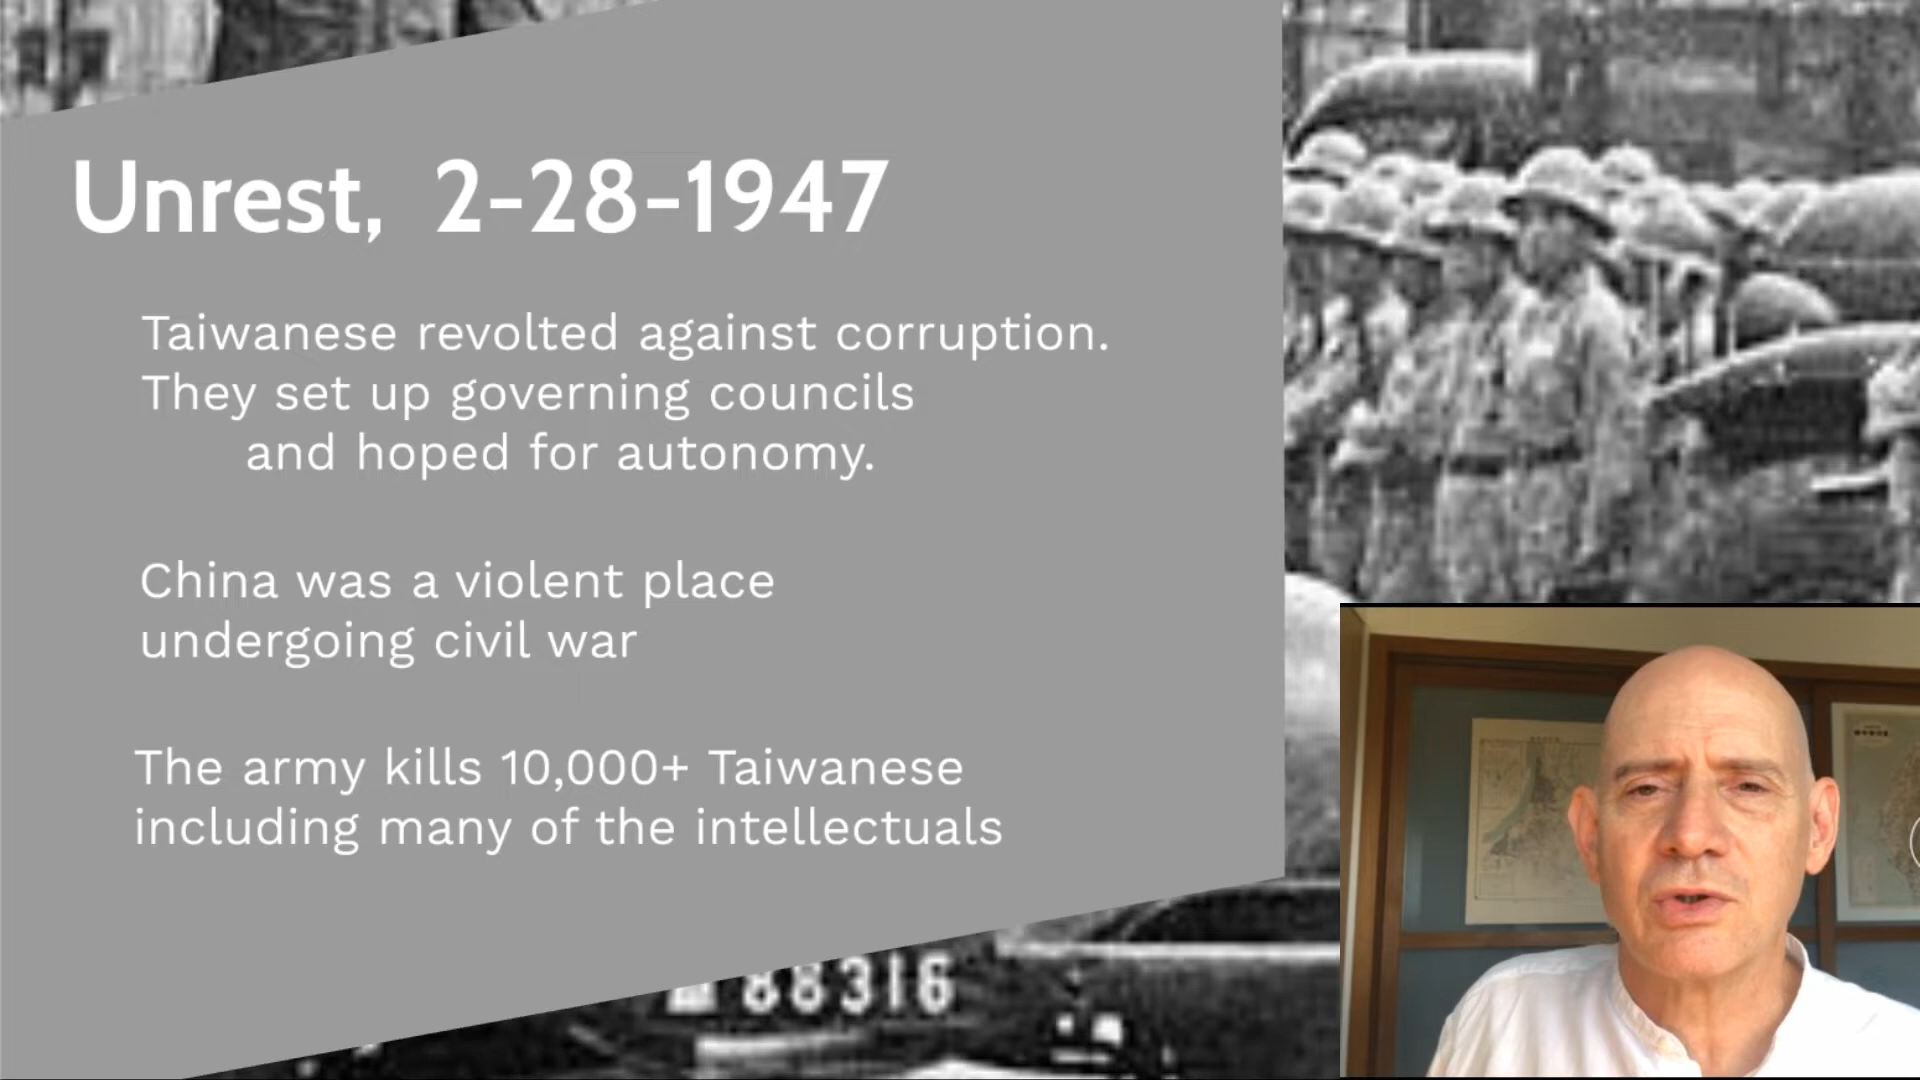 Unrest, 2-28-1947
Taiwanese revolted against corruption.
They set up governing councils
and hoped for autonomy.
China was a violent place
undergoing civil war
The army kills 10,000+ Taiwanese
including many of the intellectuals
88316